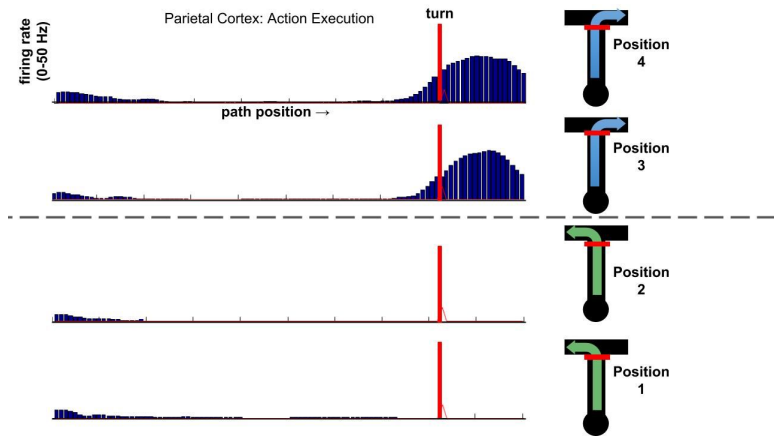 Parietal Cortex: Action Execution
turn
firing rate
(0-50 Hz)
Position
4
path position →
Position
3
Position
2
Position
1